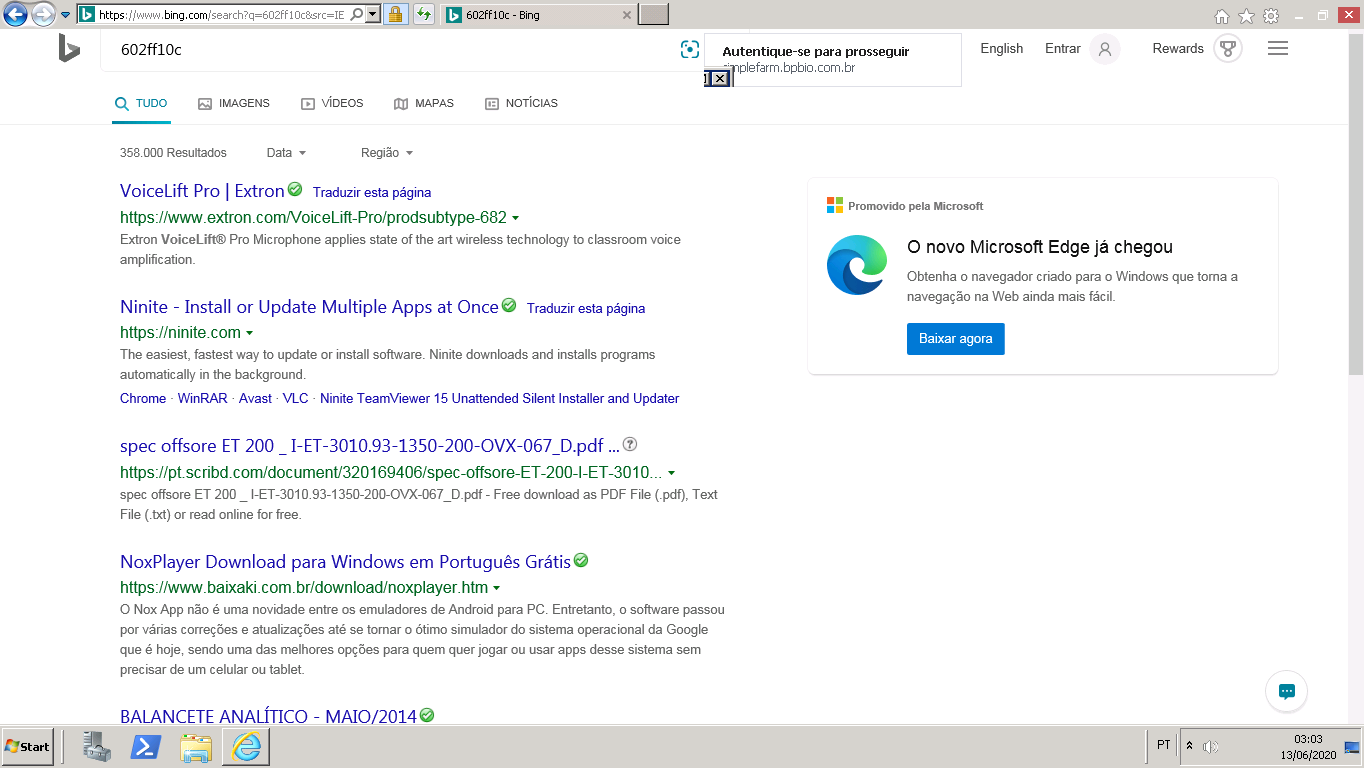 https://www.bing.com/search?q=602ff10c&src=IE
602ff10c - Bing
602ff10c
Autentique-se para prosseguir
simplefarm.bpbio.com.br
English
Entrar
Rewards
TUDO
IMAGENS
VÍDEOS
MAPAS
NOTÍCIAS
358.000 Resultados
Data
Região
VoiceLift Pro | Extron Traduzir esta página
https://www.extron.com/VoiceLift-Pro/prodsubtype-682
Extron VoiceLift® Pro Microphone applies state of the art wireless technology to classroom voice
amplification.
Ninite - Install or Update Multiple Apps at Once Traduzir esta página
https://ninite.com
The easiest, fastest way to update or install software. Ninite downloads and installs programs
automatically in the background.
Chrome · WinRAR · Avast · VLC · Ninite TeamViewer 15 Unattended Silent Installer and Updater
spec offsore ET 200 _ I-ET-3010.93-1350-200-OVX-067_D.pdf ...
https://pt.scribd.com/document/320169406/spec-offsore-ET-200-I-ET-3010...
spec offsore ET 200 _ I-ET-3010.93-1350-200-OVX-067_D.pdf - Free download as PDF File (.pdf), Text
File (.txt) or read online for free.
NoxPlayer Download para Windows em Português Grátis
https://www.baixaki.com.br/download/noxplayer.htm
O Nox App não é uma novidade entre os emuladores de Android para PC. Entretanto, o software passou
por várias correções e atualizações até se tornar o ótimo simulador do sistema operacional da Google
que é hoje, sendo uma das melhores opções para quem quer jogar ou usar apps desse sistema sem
precisar de um celular ou tablet.
BALANCETE ANALÍTICO - MAIO/2014
Promovido pela Microsoft
O novo Microsoft Edge já chegou
Obtenha o navegador criado para o Windows que torna a
navegação na Web ainda mais fácil.
Baixar agora
Start
PT
03:03
13/06/2020